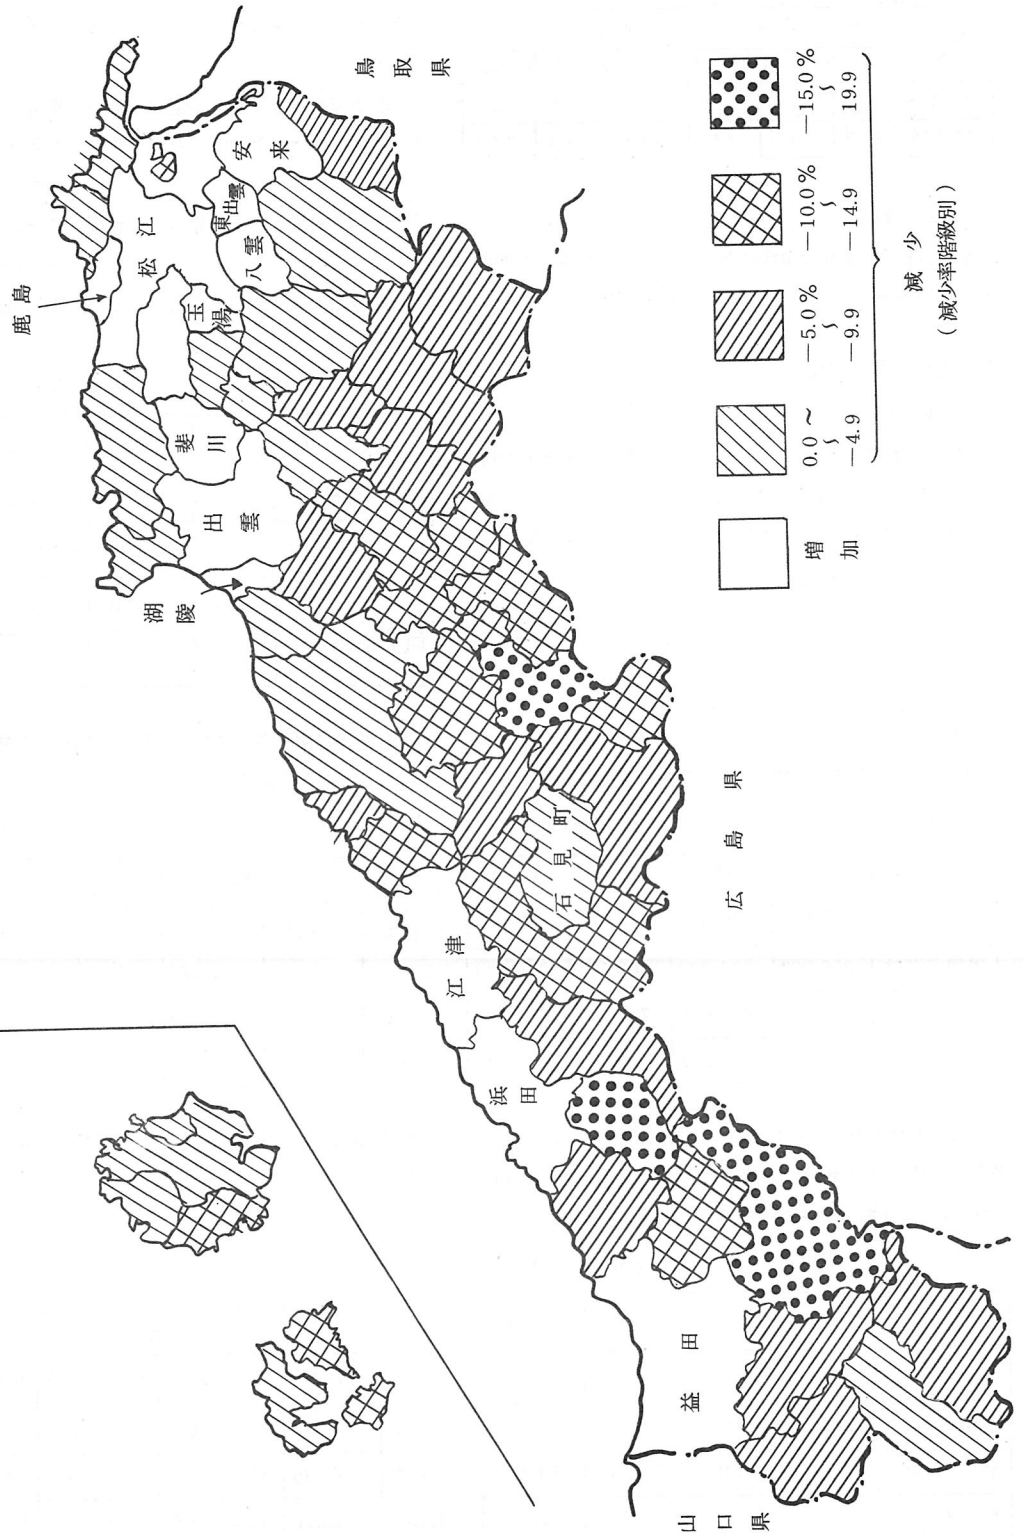 鳥取県
広島県
山口県
鹿島
松江
安来
東出雲
八雲
玉湯
斐川
出雲
湖陵
石見町
江津
浜田
益田
増加
0.0~
~
-4.9
-5.0%
~
-9.9
-10.0%
~
-14.9
-15.0%
~
19.9
減少
(減少率階級別)